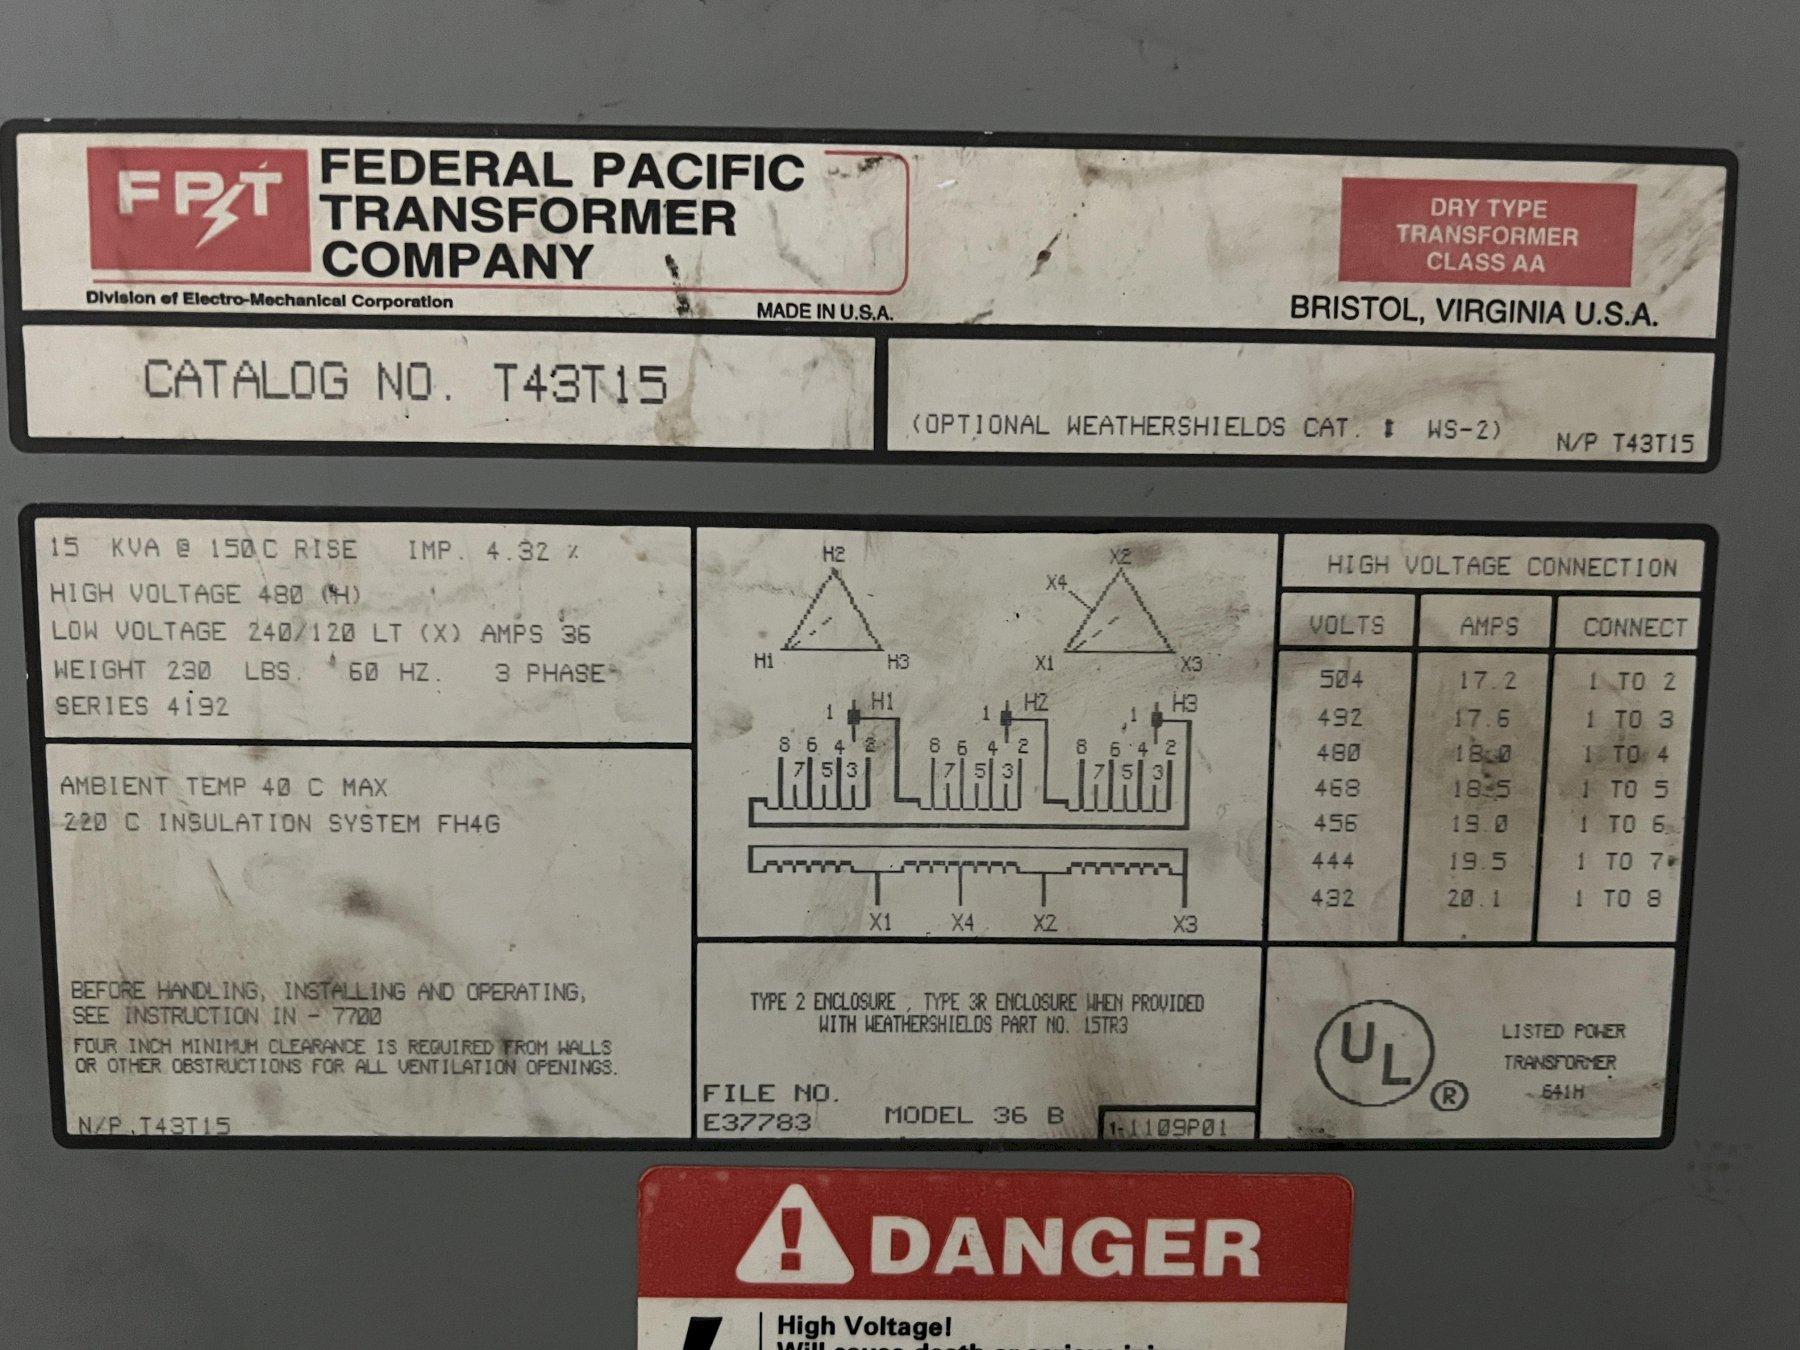 FPT
FEDERAL PACIFIC
TRANSFORMER
COMPANY
Division of Electro-Mechanical Corporation
MADE IN U.S.A.
DRY TYPE
TRANSFORMER
CLASS AA
BRISTOL, VIRGINIA U.S.A.
CATALOG NO. T43T15
(OPTIONAL WEATHERSHIELDS CAT. # WS-2) N/P T43T15
15 KVA @ 150 C RISE IMP. 4.32 %
HIGH VOLTAGE 480 (H)
LOW VOLTAGE 240/120 LT (X) AMPS 36
WEIGHT 230 LBS. 60 HZ. 3 PHASE
SERIES 4192
AMBIENT TEMP 40 C MAX
220 C INSULATION SYSTEM FH4G
BEFORE HANDLING, INSTALLING AND OPERATING,
SEE INSTRUCTION IN - 7700
FOUR INCH MINIMUM CLEARANCE IS REQUIRED FROM WALLS
OR OTHER OBSTRUCTIONS FOR ALL VENTILATION OPENINGS.
N/P T43T15
H2 X2
X4
H1 H3 X1 X3
1 H1 1 H2 1 H3
8 6 4 2 8 6 4 2 8 6 4 2
7 5 3 7 5 3 7 5 3
X1 X4 X2 X3
TYPE 2 ENCLOSURE , TYPE 3R ENCLOSURE WHEN PROVIDED
WITH WEATHERSHIELDS PART NO. 15TR3
FILE NO.
E37783 MODEL 36 B 1-1109P01
HIGH VOLTAGE CONNECTION
VOLTS AMPS CONNECT
504 17.2 1 TO 2
492 17.6 1 TO 3
480 18.0 1 TO 4
468 18.5 1 TO 5
456 19.0 1 TO 6
444 19.5 1 TO 7
432 20.1 1 TO 8
UL ®
LISTED POWER
TRANSFORMER
641H
DANGER
High Voltage!